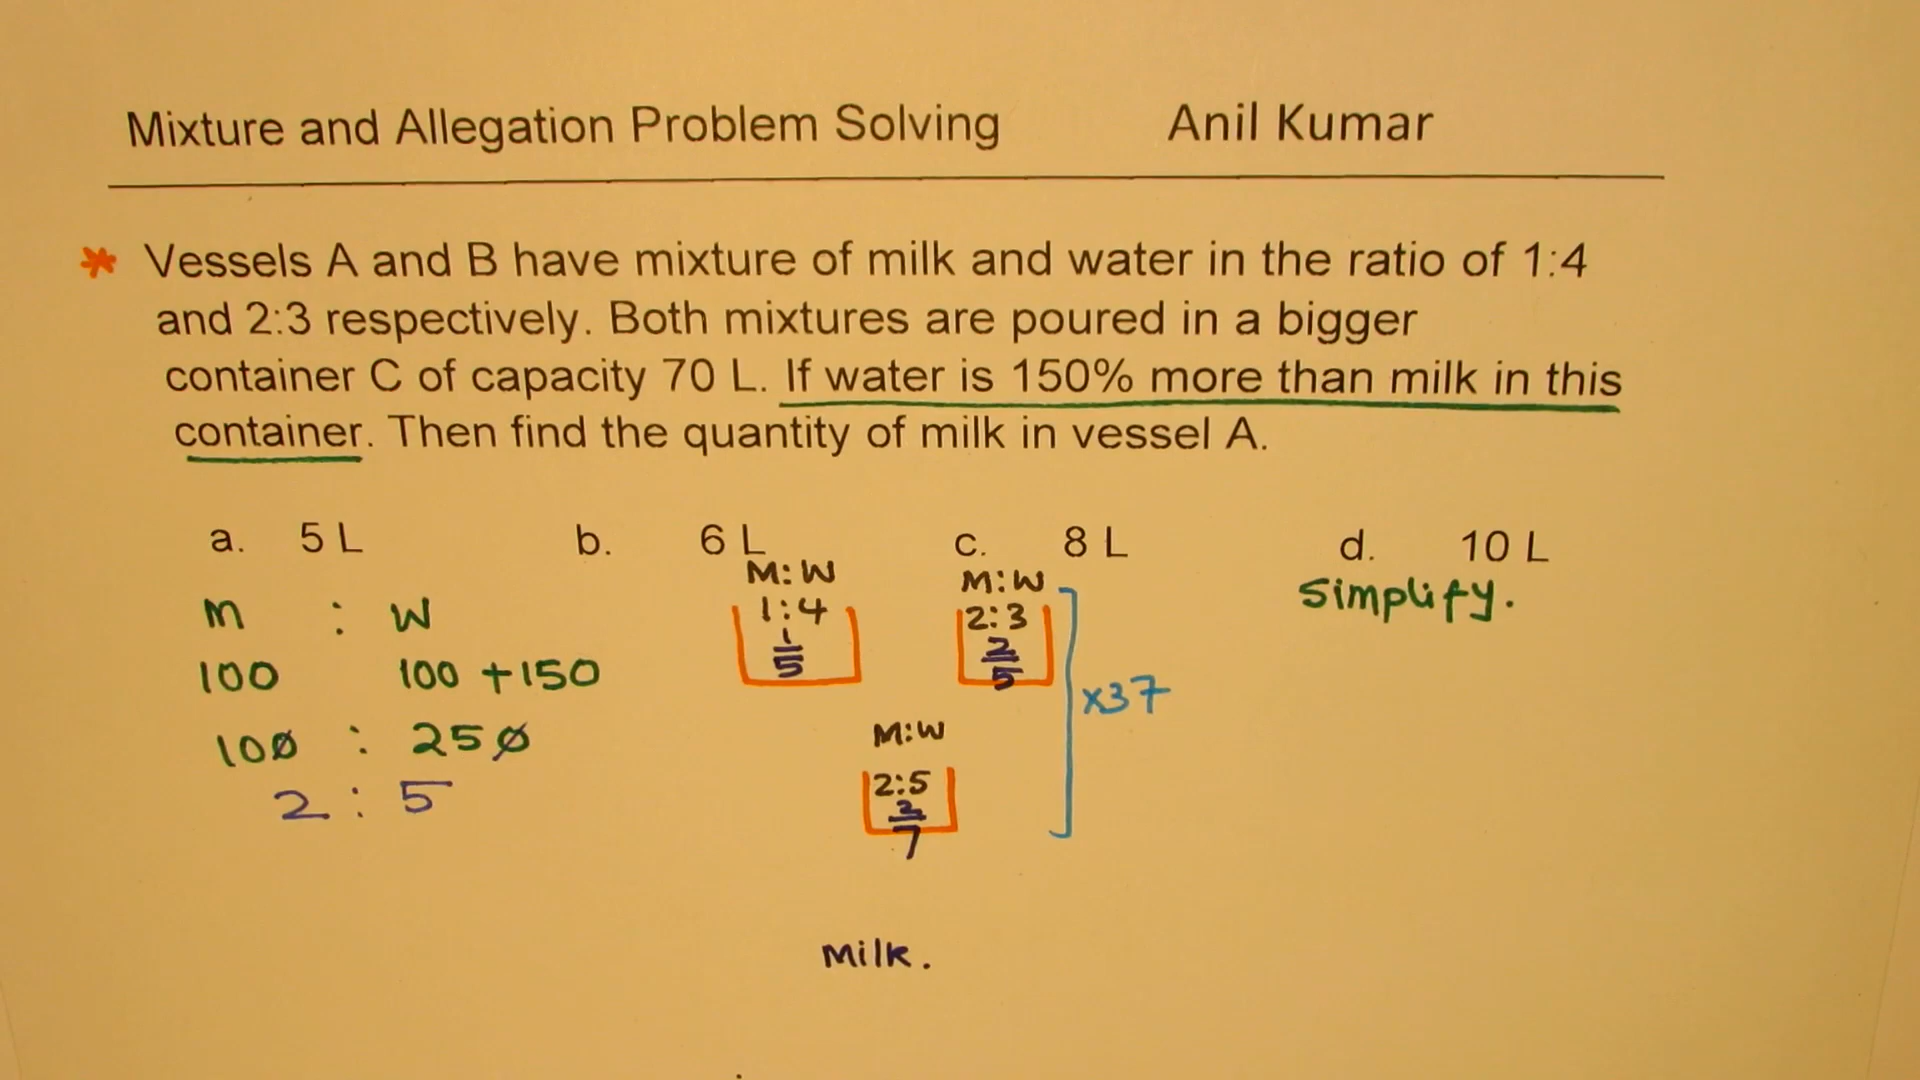 Mixture and Allegation Problem Solving Anil Kumar
* Vessels A and B have mixture of milk and water in the ratio of 1:4
and 2:3 respectively. Both mixtures are poured in a bigger
container C of capacity 70 L. If water is 150% more than milk in this
container. Then find the quantity of milk in vessel A.
a. 5 L b. 6 L c. 8 L d. 10 L
M:W M:W Simplify.
m : W 1:4 2:3
1/5 2/5
100 100 +150 x37
M:W
100 : 250
2:5
2 : 5 2/7
Milk.